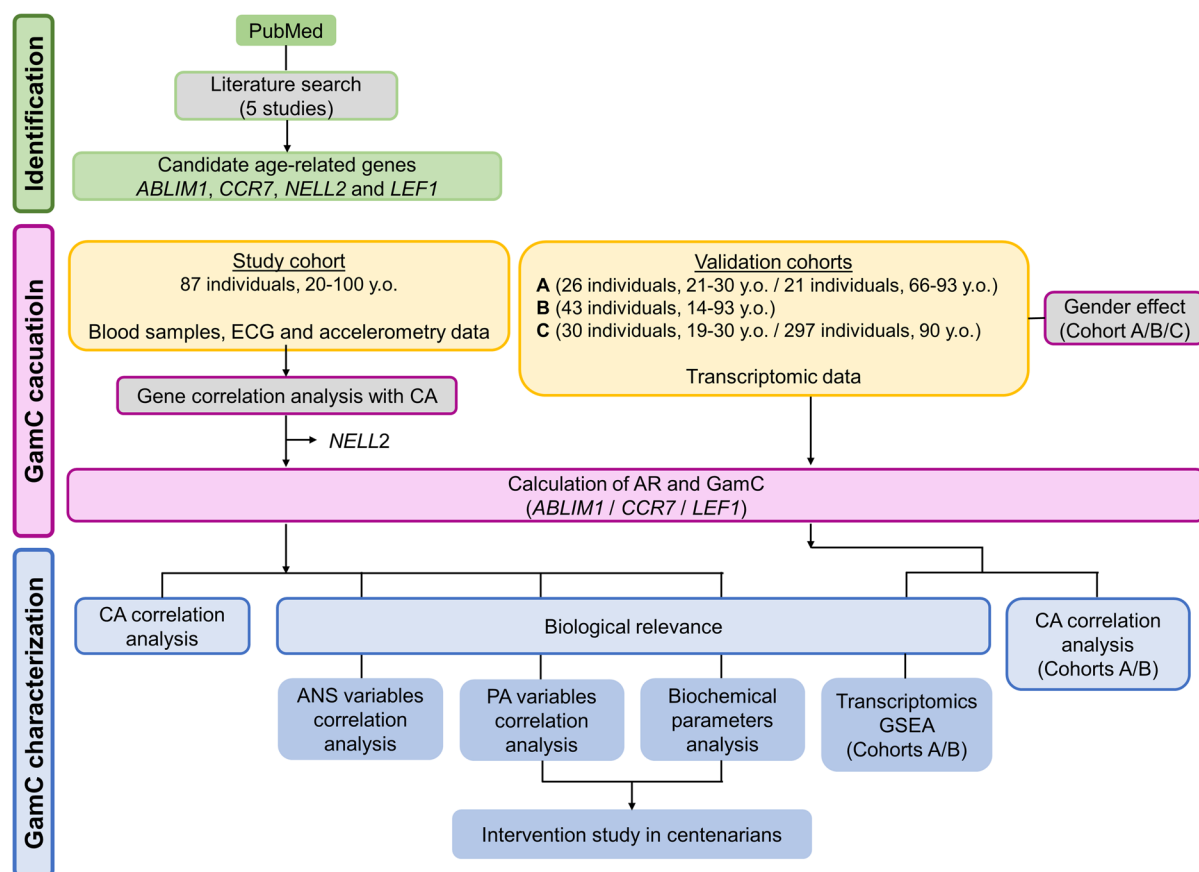 Identification
PubMed
Literature search
(5 studies)
Candidate age-related genes
ABLIM1, CCR7, NELL2 and LEF1
GamC cacuatioIn
Study cohort
87 individuals, 20-100 y.o.
Blood samples, ECG and accelerometry data
Validation cohorts
A (26 individuals, 21-30 y.o. / 21 individuals, 66-93 y.o.)
B (43 individuals, 14-93 y.o.)
C (30 individuals, 19-30 y.o. / 297 individuals, 90 y.o.)
Transcriptomic data
Gender effect
(Cohort A/B/C)
Gene correlation analysis with CA
NELL2
Calculation of AR and GamC
(ABLIM1 / CCR7 / LEF1)
GamC characterization
CA correlation
analysis
Biological relevance
CA correlation
analysis
(Cohorts A/B)
ANS variables
correlation
analysis
PA variables
correlation
analysis
Biochemical
parameters
analysis
Transcriptomics
GSEA
(Cohorts A/B)
Intervention study in centenarians